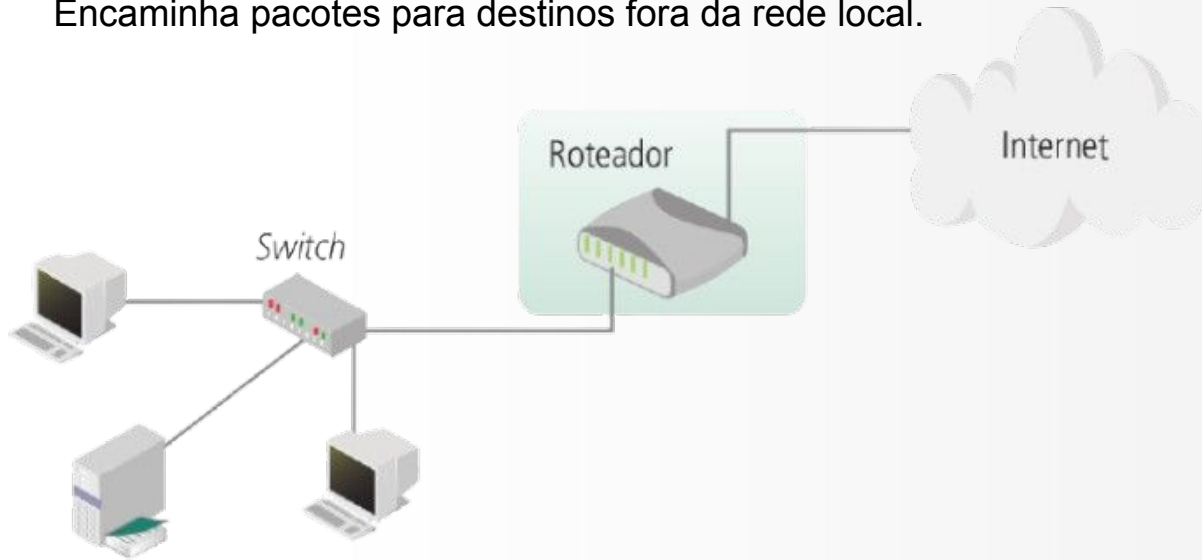 Encaminha pacotes para destinos fora da rede local.
Roteador
Internet
Switch